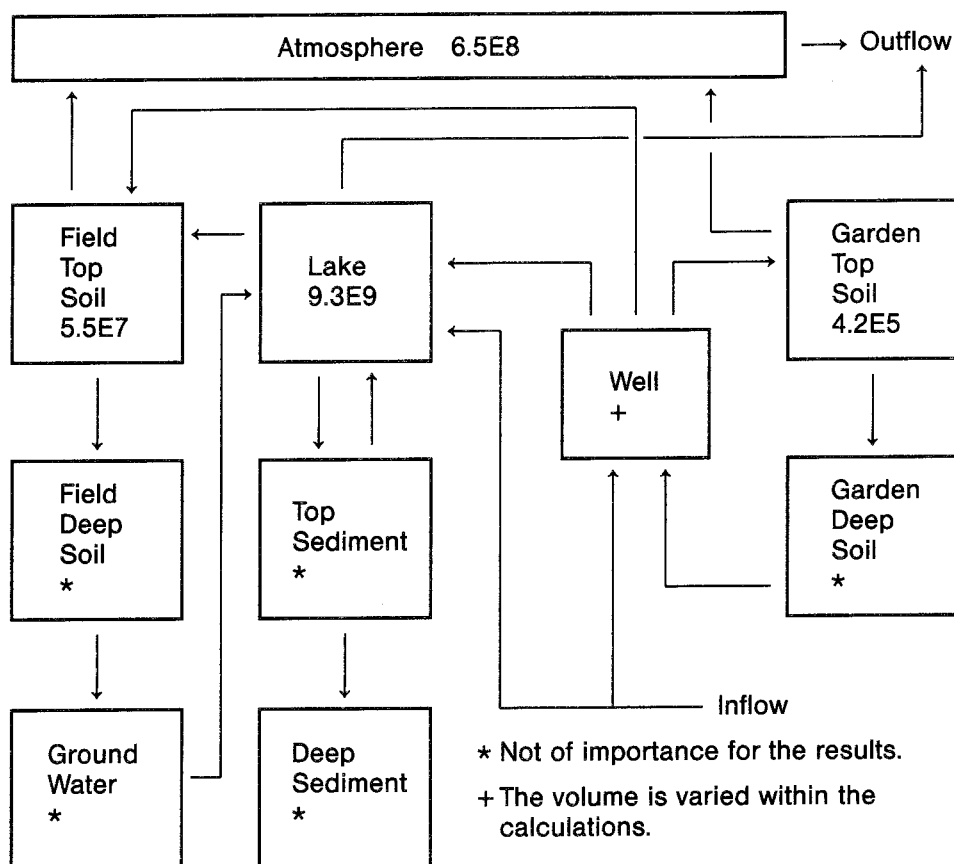 Atmosphere 6.5E8
Outflow
Field
Top
Soil
5.5E7
Lake
9.3E9
Garden
Top
Soil
4.2E5
Well
+
Field
Deep
Soil
*
Top
Sediment
*
Garden
Deep
Soil
*
Inflow
Ground
Water
*
Deep
Sediment
*
* Not of importance for the results.
+ The volume is varied within the
calculations.